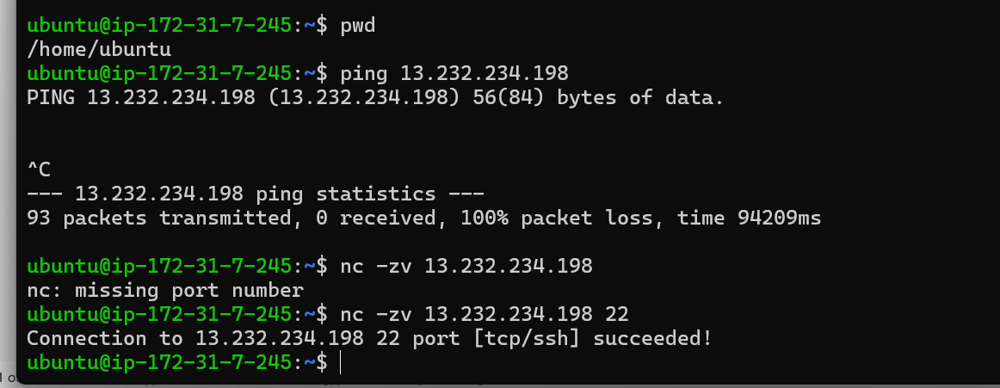 ubuntu@ip-172-31-7-245:~$ pwd
/home/ubuntu
ubuntu@ip-172-31-7-245:~$ ping 13.232.234.198
PING 13.232.234.198 (13.232.234.198) 56(84) bytes of data.
^C
--- 13.232.234.198 ping statistics ---
93 packets transmitted, 0 received, 100% packet loss, time 94209ms
ubuntu@ip-172-31-7-245:~$ nc -zv 13.232.234.198
nc: missing port number
ubuntu@ip-172-31-7-245:~$ nc -zv 13.232.234.198 22
Connection to 13.232.234.198 22 port [tcp/ssh] succeeded!
ubuntu@ip-172-31-7-245:~$